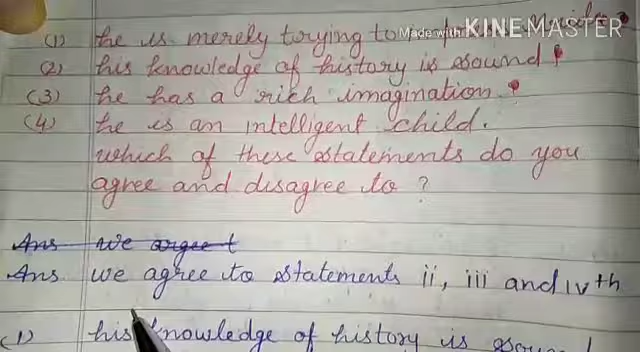 Made with KINEMASTER
(1) he is merely trying to
(2) his knowledge of history is sound
(3) he has a rich imagination
(4) he is an intelligent child.
which of these statements do you
agree and disagree to ?
Ans we
Ans we agree to statements ii, iii and ivth
(1) his knowledge of history is sound